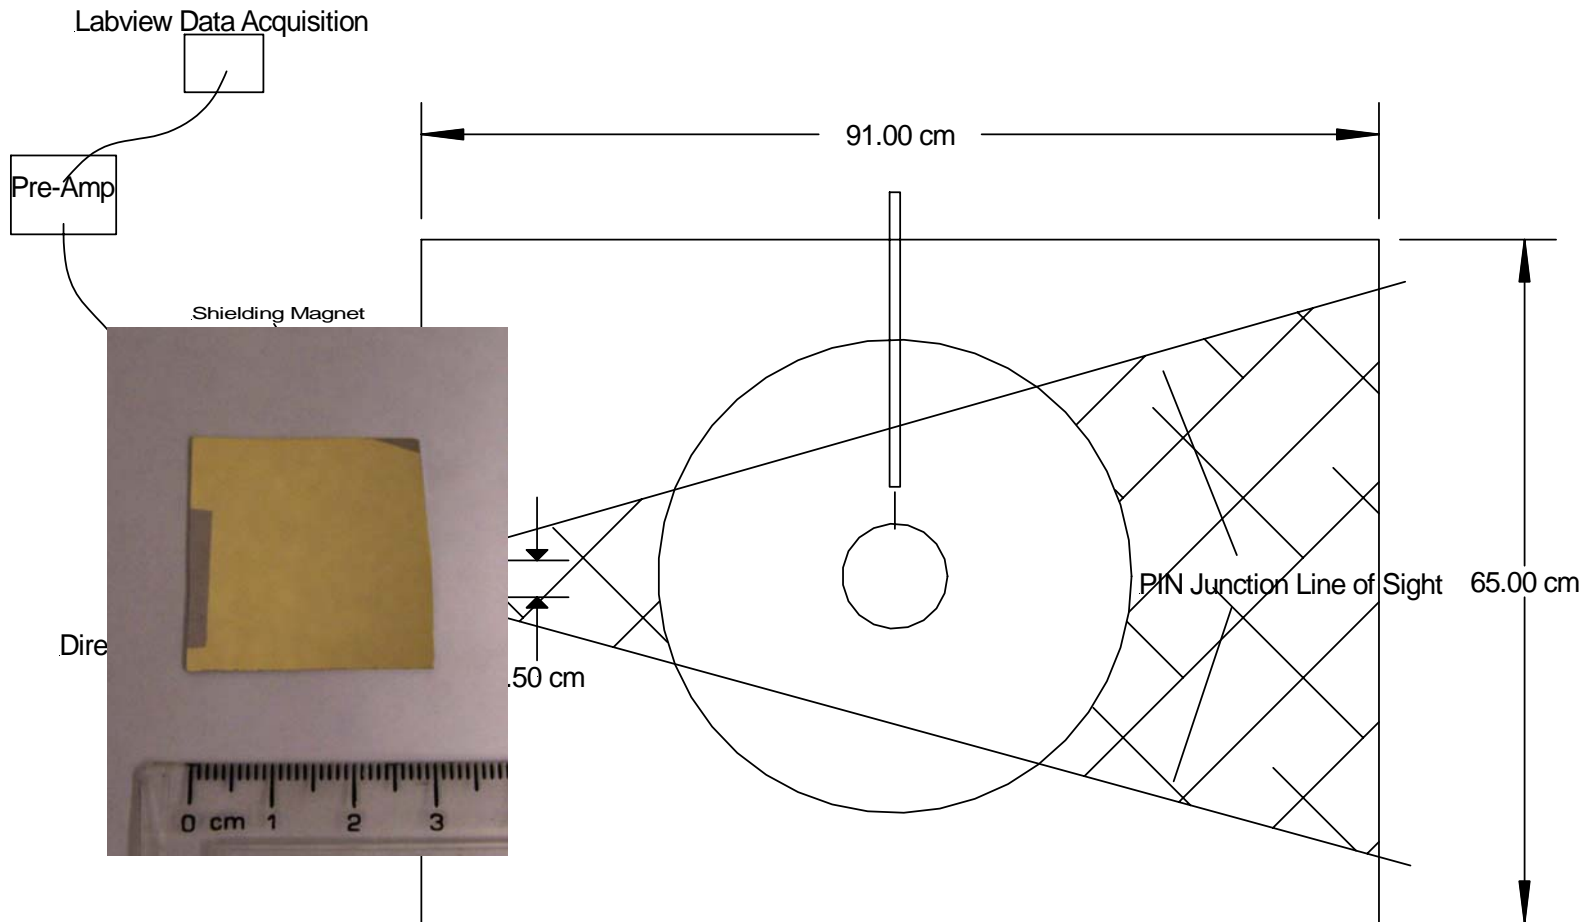 Labview Data Acquisition
91.00 cm
Pre-Amp
Shielding Magnet
PIN Junction Line of Sight
65.00 cm
Dire
.50 cm
0 cm 1 2 3